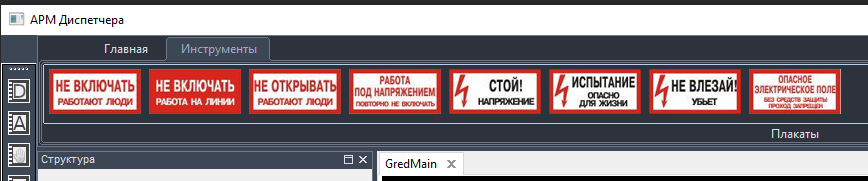 АРМ Диспетчера
Главная Инструменты
НЕ ВКЛЮЧАТЬ
РАБОТАЮТ ЛЮДИ
НЕ ВКЛЮЧАТЬ
РАБОТА НА ЛИНИИ
НЕ ОТКРЫВАТЬ
РАБОТАЮТ ЛЮДИ
РАБОТА
ПОД НАПРЯЖЕНИЕМ
ПОВТОРНО НЕ ВКЛЮЧАТЬ
СТОЙ!
НАПРЯЖЕНИЕ
ИСПЫТАНИЕ
ОПАСНО
ДЛЯ ЖИЗНИ
НЕ ВЛЕЗАЙ!
УБЬЕТ
ОПАСНОЕ
ЭЛЕКТРИЧЕСКОЕ ПОЛЕ
БЕЗ СРЕДСТВ ЗАЩИТЫ
ПРОХОД ЗАПРЕЩЕН
D
A
Плакаты
Структура
GredMain